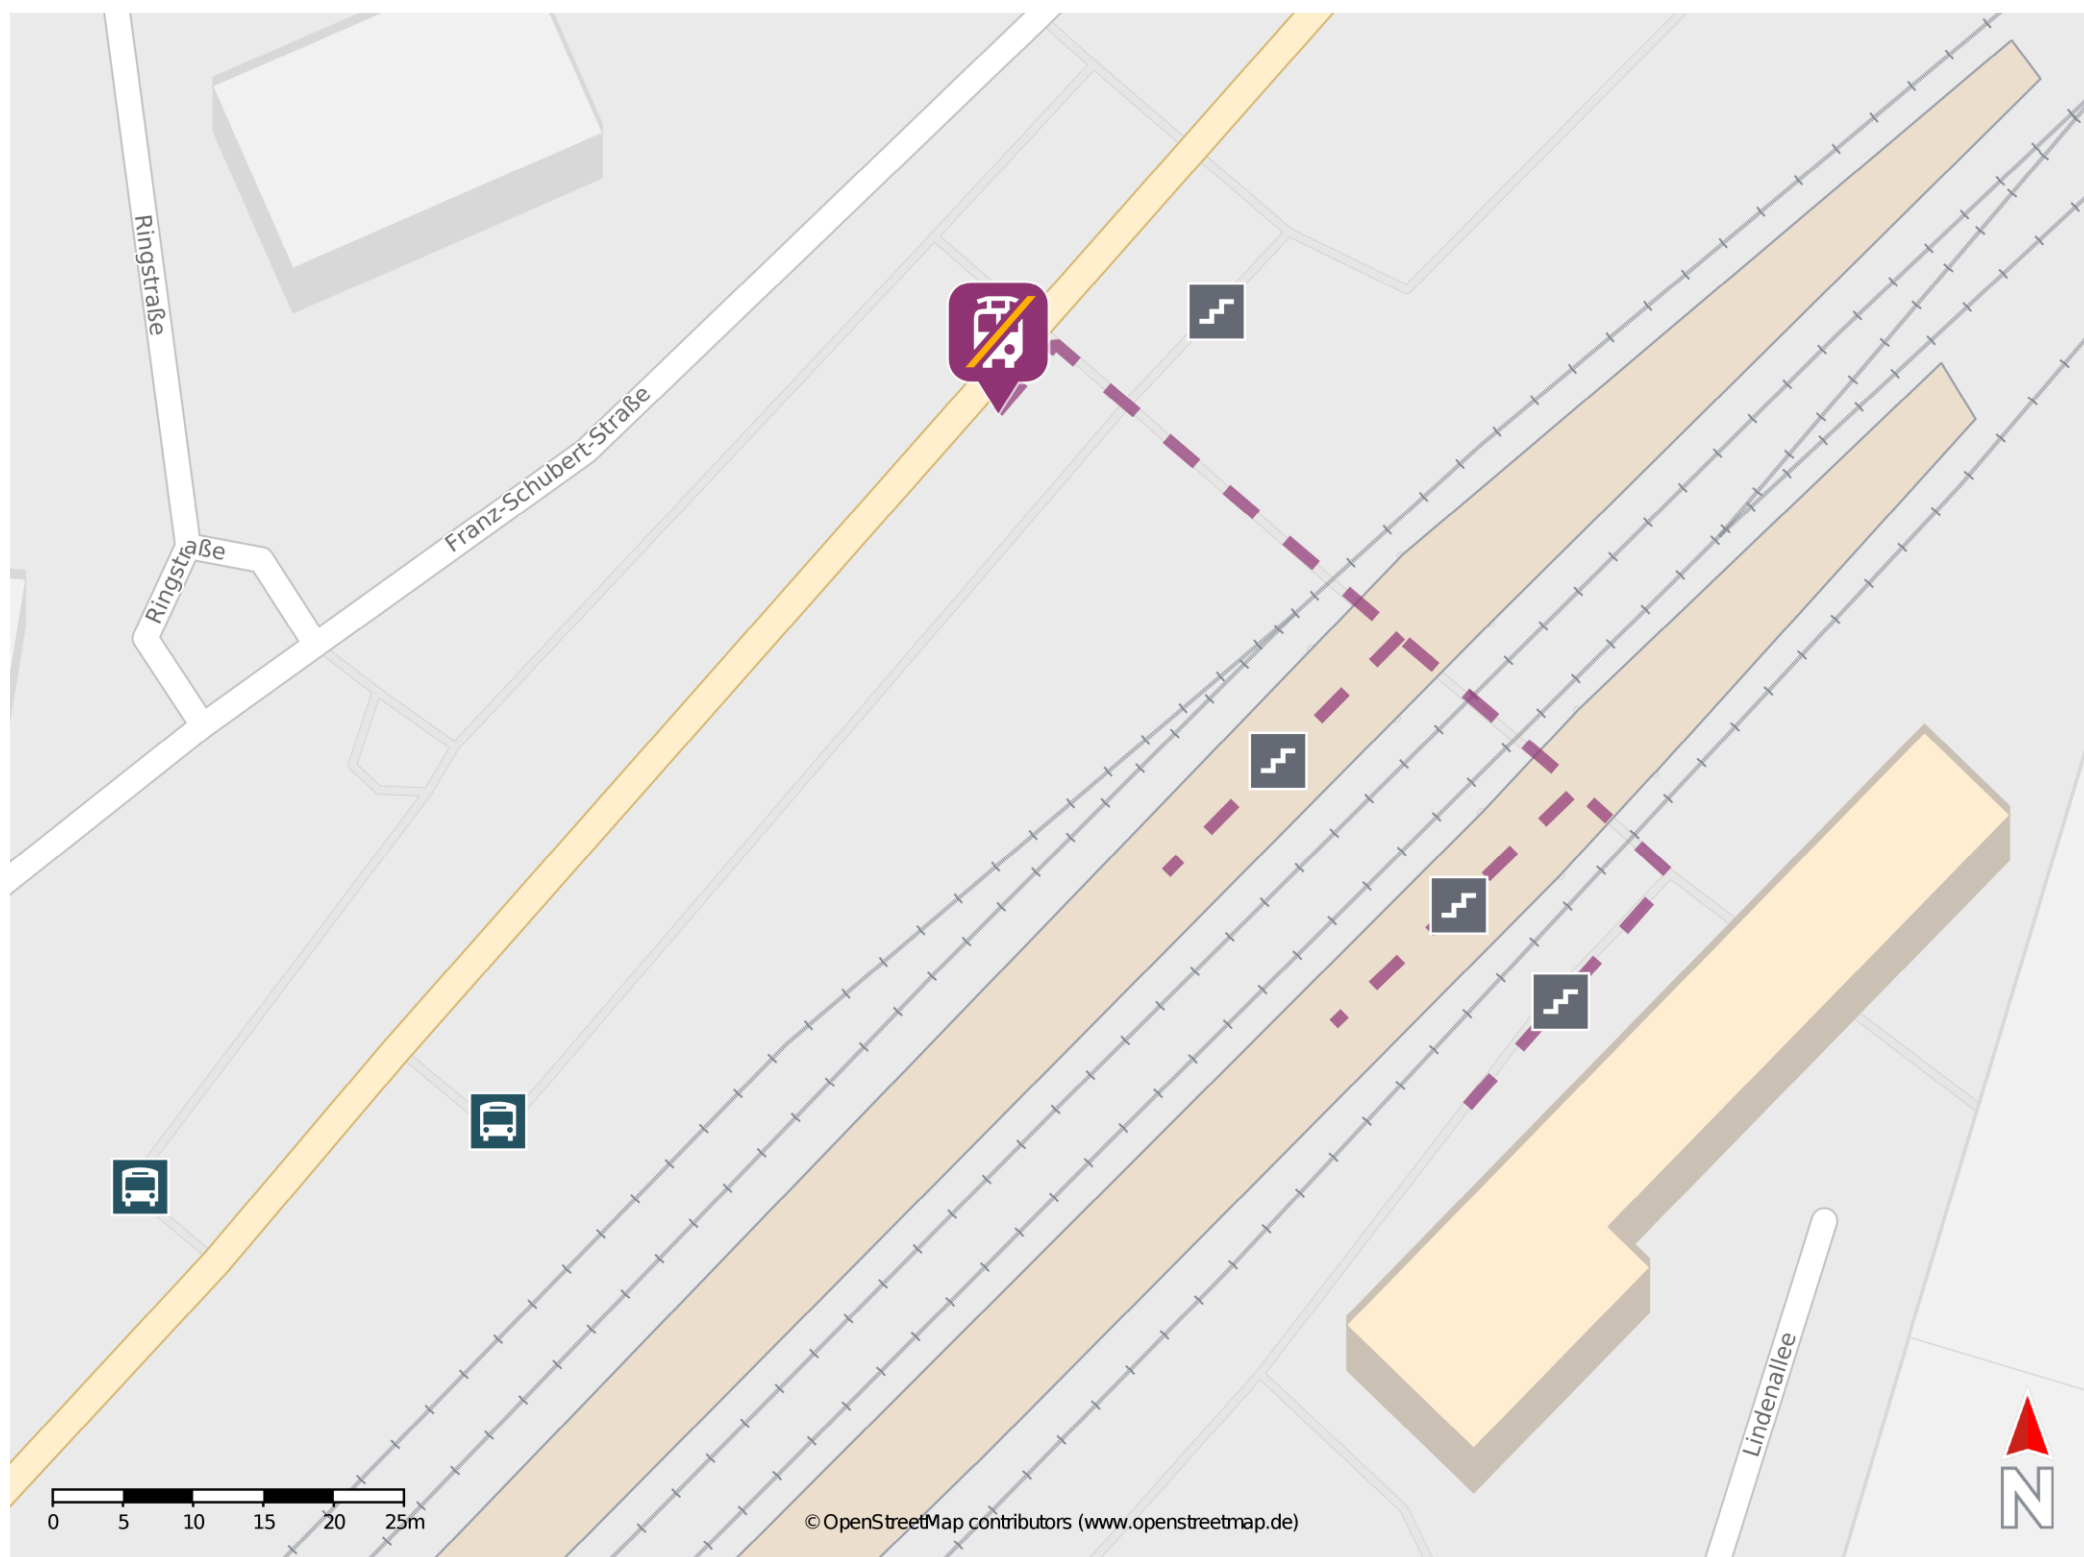 Ringstraße
Franz-Schubert-Straße
Ringstraße
Lindenallee
0 5 10 15 20 25m
© OpenStreetMap contributors (www.openstreetmap.de)
N